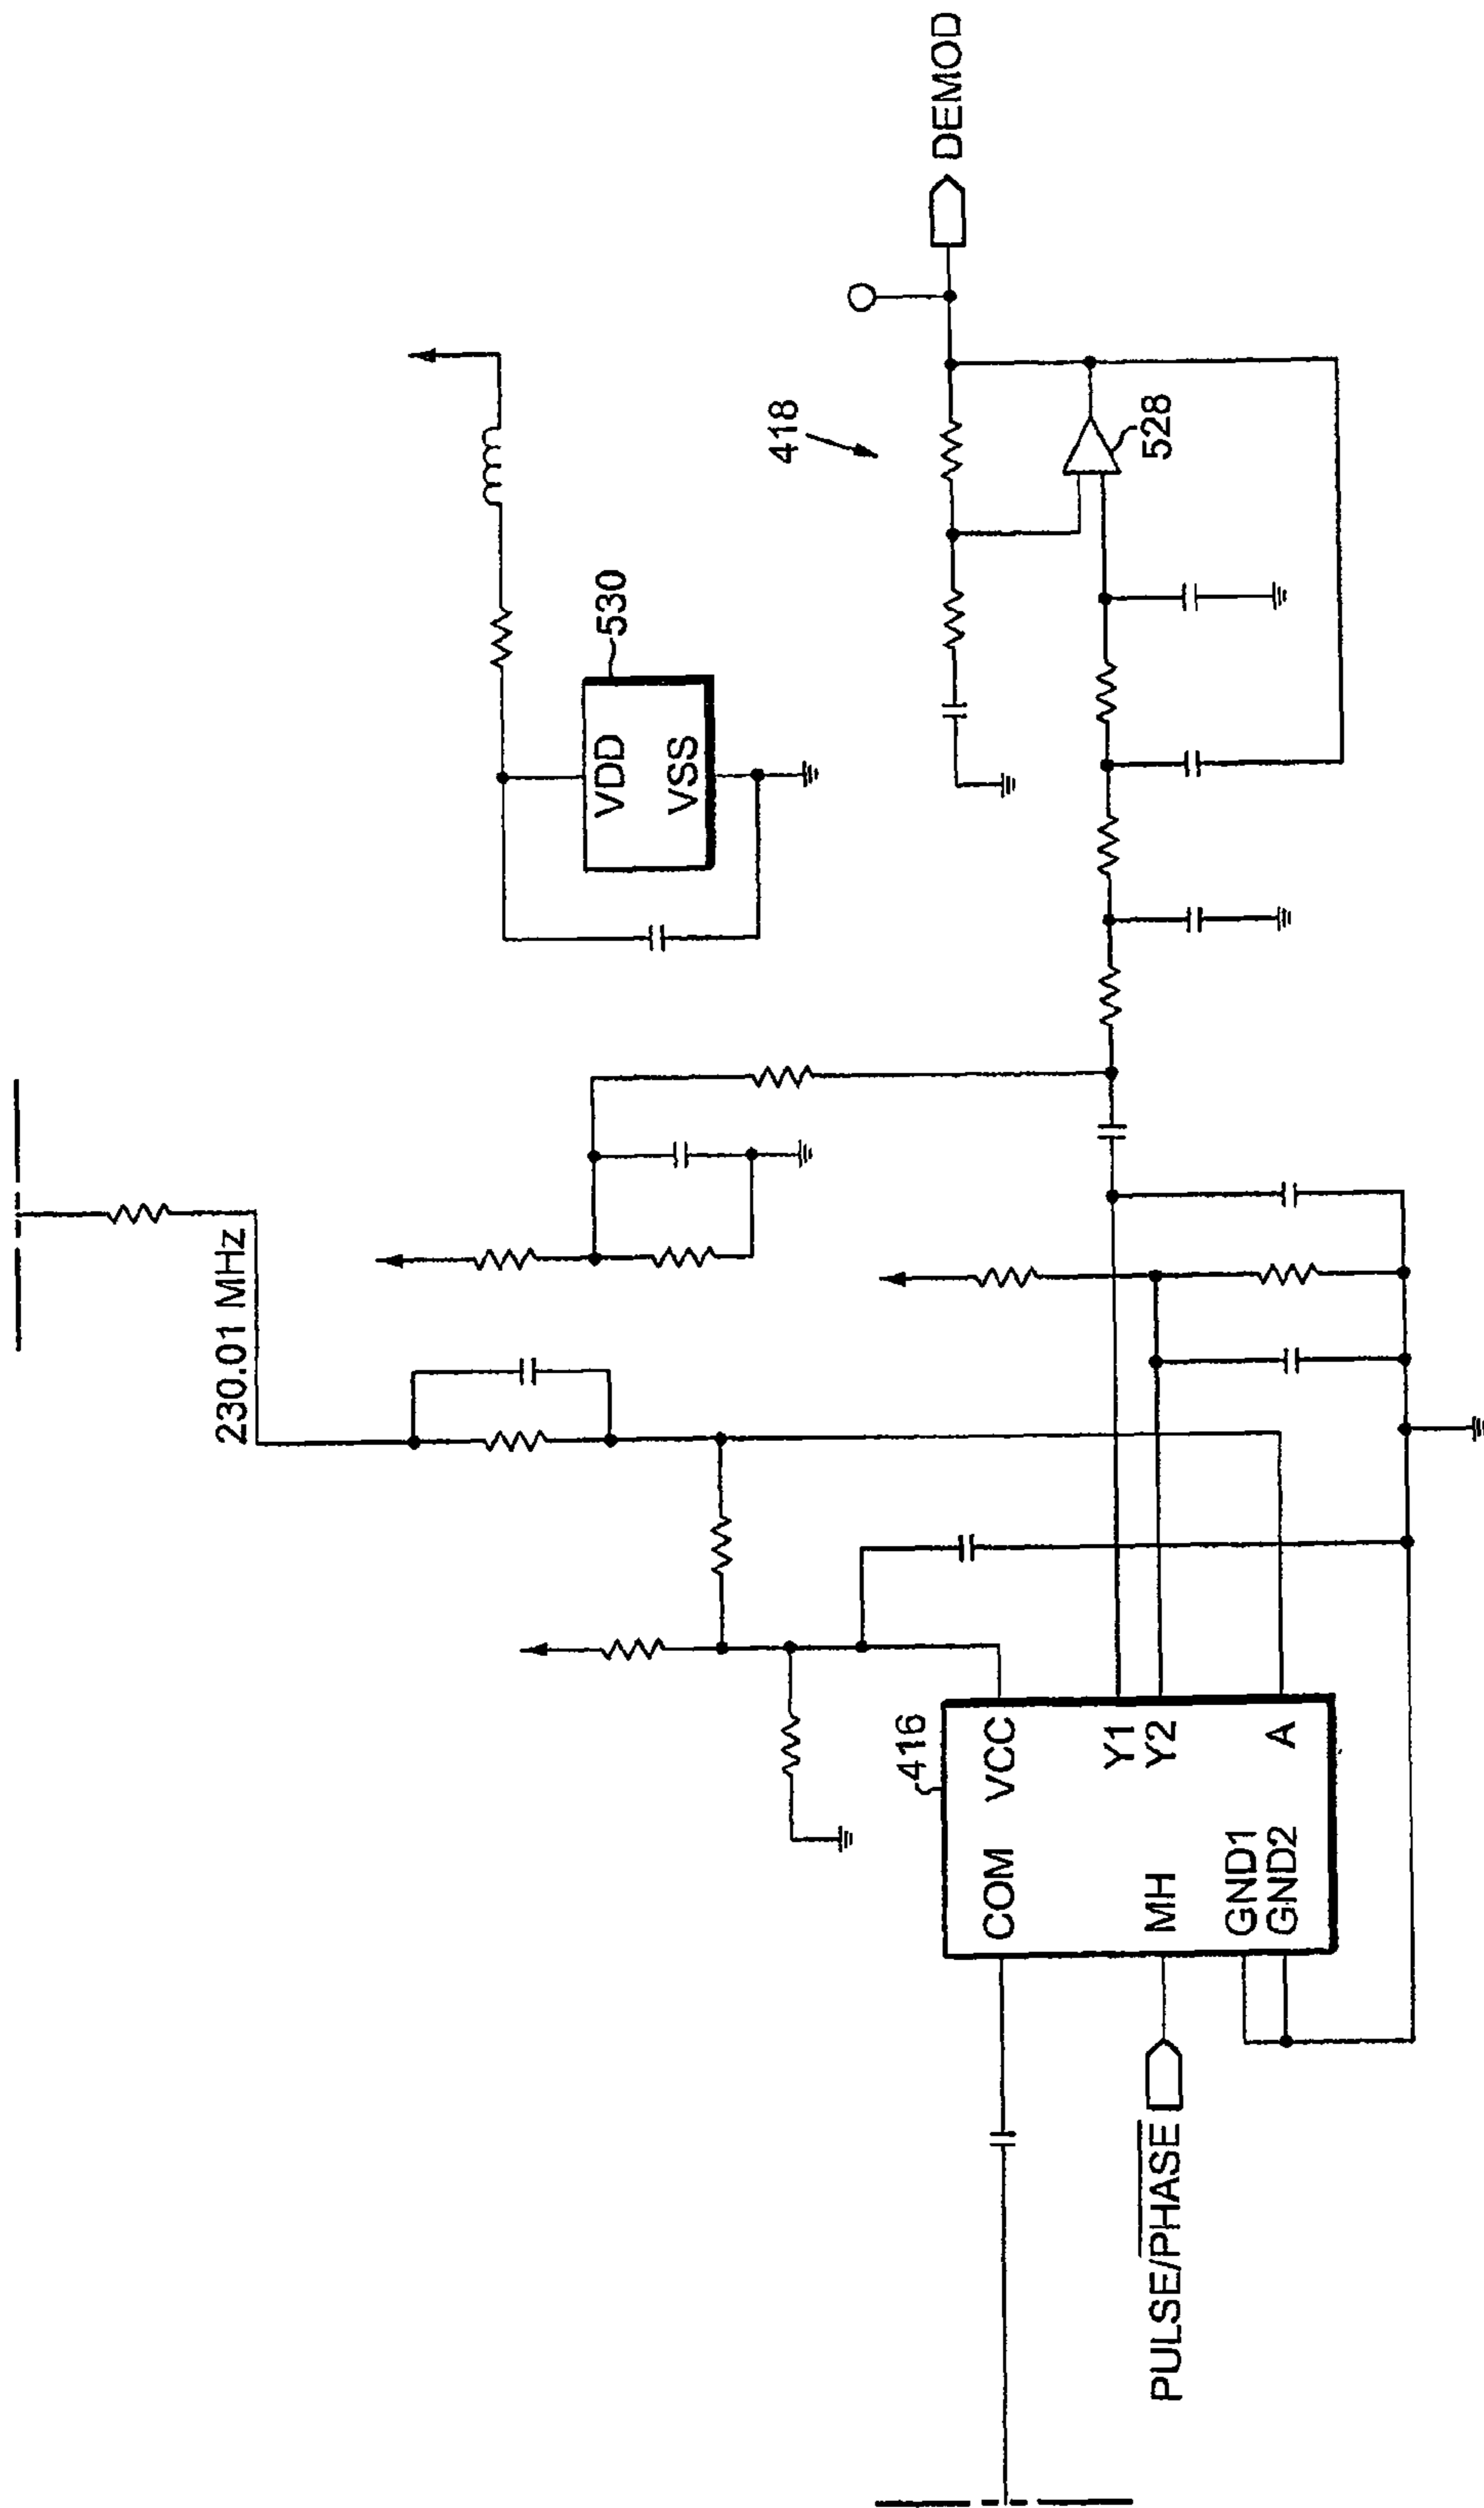 230.01 MHz
530
VDD
VSS
418
528
DEMOD
416
COM
VCC
MH
Y1
Y2
GND1
GND2
A
PULSE/PHASE